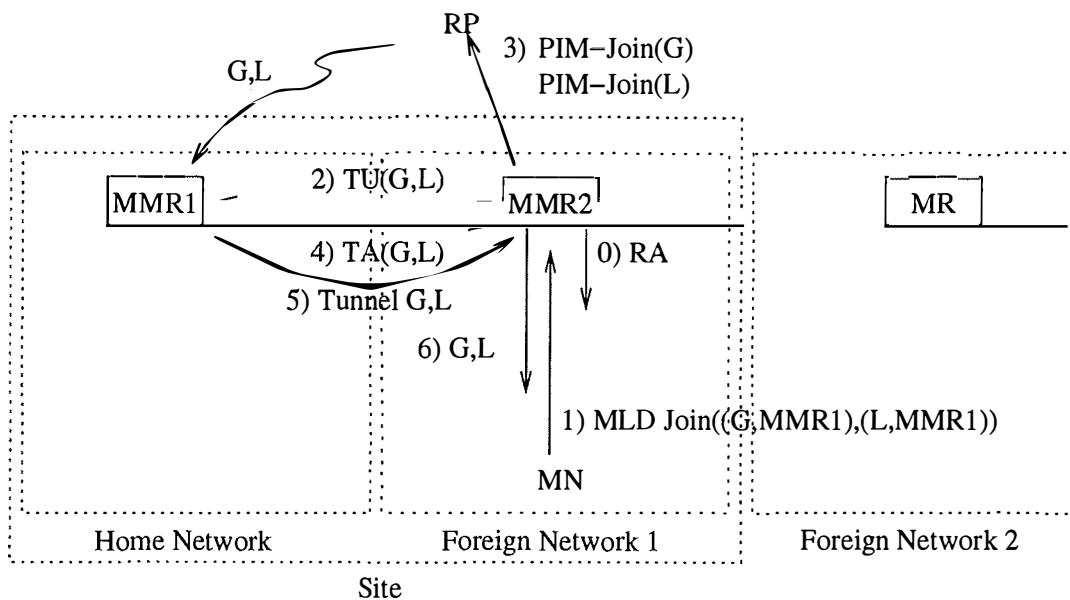 RP
3) PIM−Join(G)
PIM−Join(L)
G,L
2) TU(G,L)
MMR1
MMR2
MR
4) TA(G,L)
0) RA
5) Tunnel G,L
6) G,L
1) MLD Join((G,MMR1),(L,MMR1))
MN
Home Network
Foreign Network 1
Foreign Network 2
Site